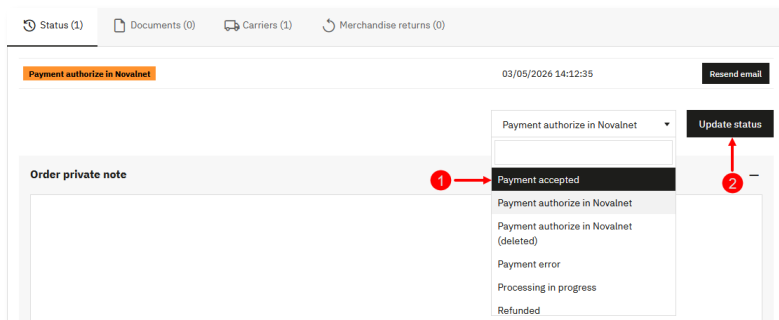 Status (1)
Documents (0)
Carriers (1)
Merchandise returns (0)
Payment authorize in Novalnet
03/05/2026 14:12:35
Resend email
Payment authorize in Novalnet
Update status
Order private note
1
Payment accepted
2
Payment authorize in Novalnet
Payment authorize in Novalnet
(deleted)
Payment error
Processing in progress
Refunded